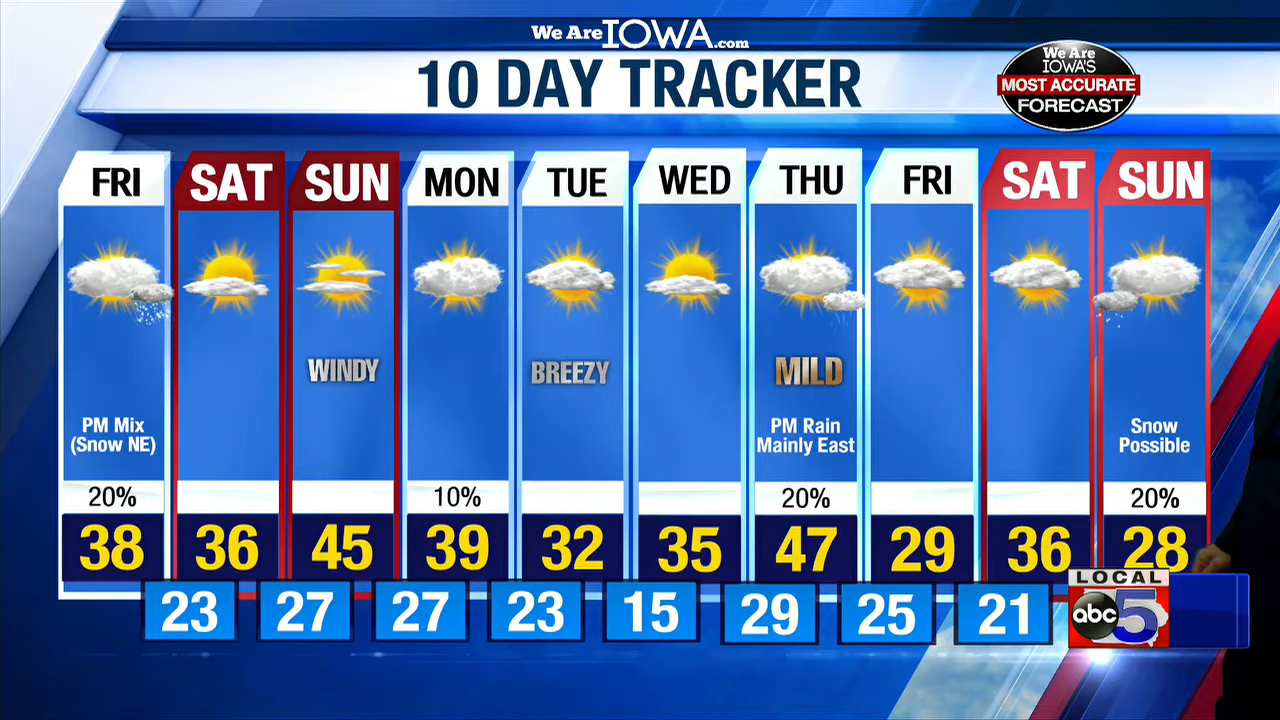 We Are IOWA.com
10 DAY TRACKER
We Are
IOWA'S
MOST ACCURATE
FORECAST
FRI SAT SUN MON TUE WED THU FRI SAT SUN
WINDY BREEZY MILD
PM Mix
(Snow NE)
PM Rain
Mainly East
Snow
Possible
20% 10% 20% 20%
38 36 45 39 32 35 47 29 36 28
23 27 27 23 15 29 25 21
LOCAL
abc 5